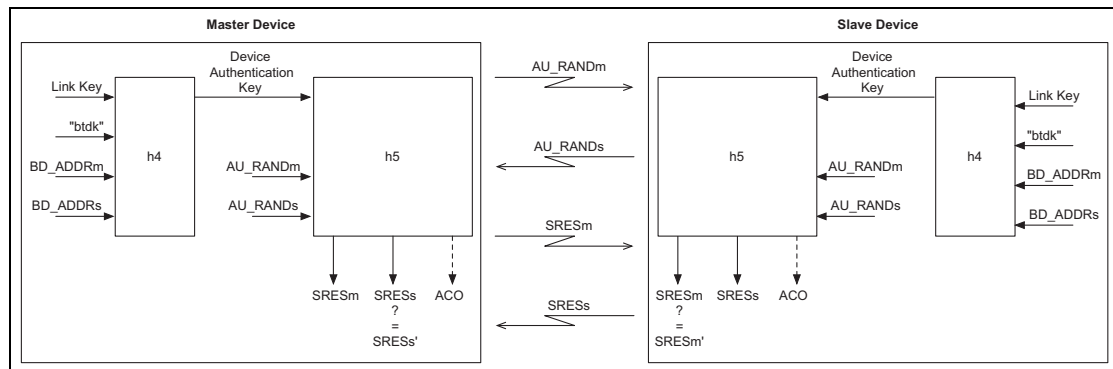 Master Device
Slave Device
Device
Authentication
Key
Link Key
"btdk"
BD_ADDRm
BD_ADDRs
h4
AU_RANDm
AU_RANDs
h5
SRESm
SRESs
?
=
SRESs'
ACO
AU_RANDm
AU_RANDs
SRESm
SRESs
Device
Authentication
Key
h5
AU_RANDm
AU_RANDs
h4
Link Key
"btdk"
BD_ADDRm
BD_ADDRs
SRESm
?
=
SRESm'
SRESs
ACO